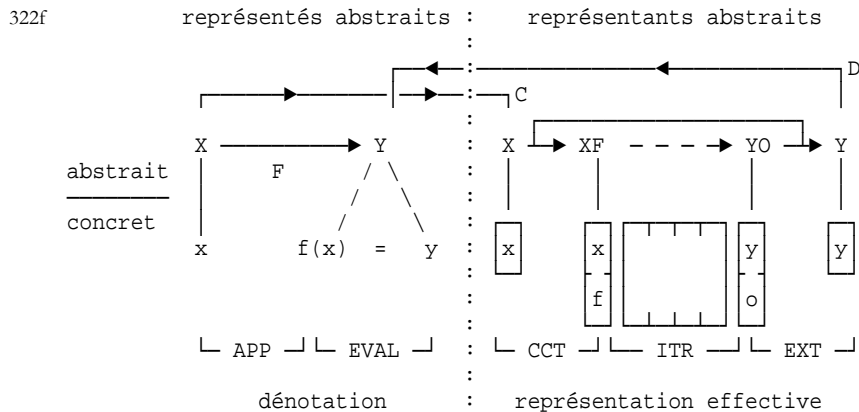 322f
représentés abstraits : représentants abstraits
D
C
X Y X XF YO Y
abstrait F
concret
x f(x) = y x x y y
f o
APP EVAL : CCT ITR EXT
dénotation : représentation effective